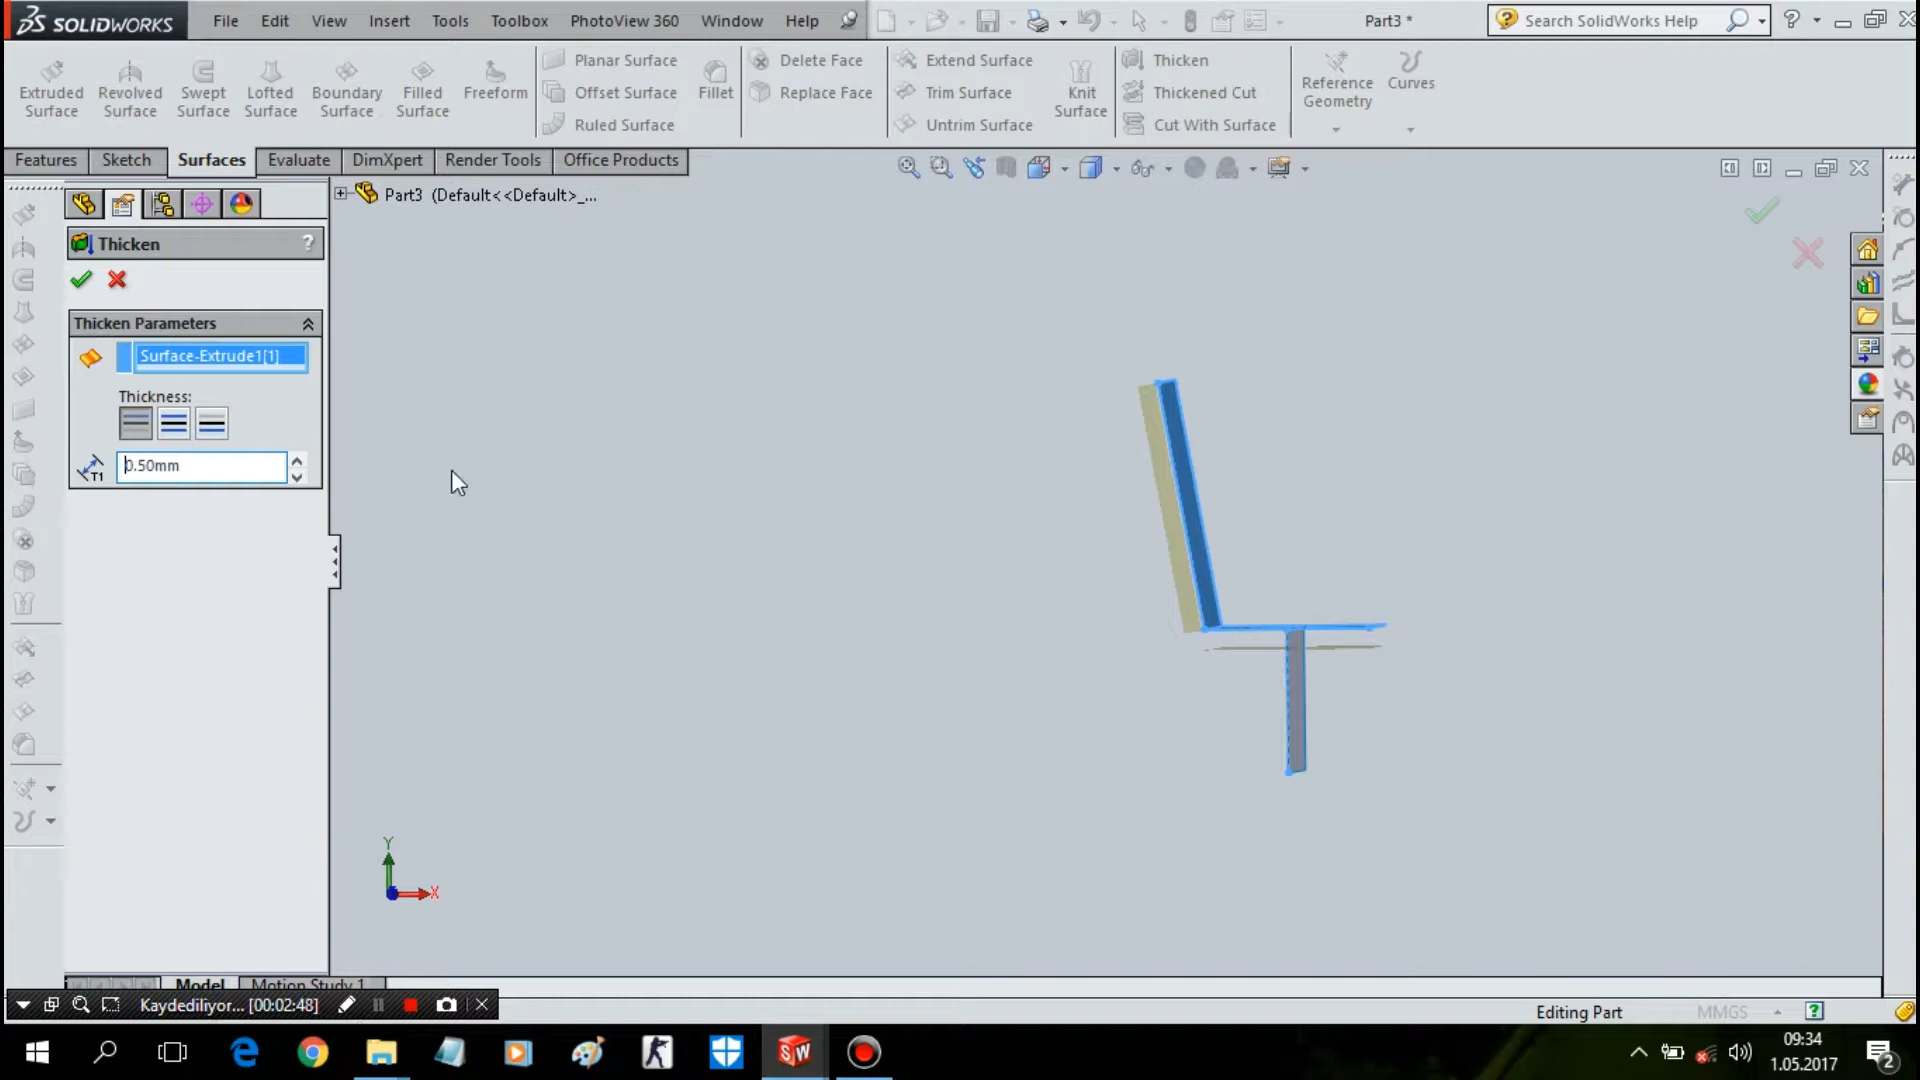 SOLIDWORKS File Edit View Insert Tools Toolbox PhotoView 360 Window Help Part3 * Search SolidWorks Help
Extruded Surface
Revolved Surface
Swept Surface
Lofted Surface
Boundary Surface
Filled Surface
Freeform
Planar Surface
Offset Surface
Ruled Surface
Fillet
Delete Face
Replace Face
Extend Surface
Trim Surface
Untrim Surface
Knit Surface
Thicken
Thickened Cut
Cut With Surface
Reference Geometry
Curves
Features Sketch Surfaces Evaluate DimXpert Render Tools Office Products
Part3 (Default<<Default>_...
Thicken ?
Thicken Parameters
Surface-Extrude1[1]
Thickness:
T1
0.50mm
Y
X
Model Motion Study 1
Kaydediliyor... [00:02:48]
Editing Part MMGS
09:34
1.05.2017
2